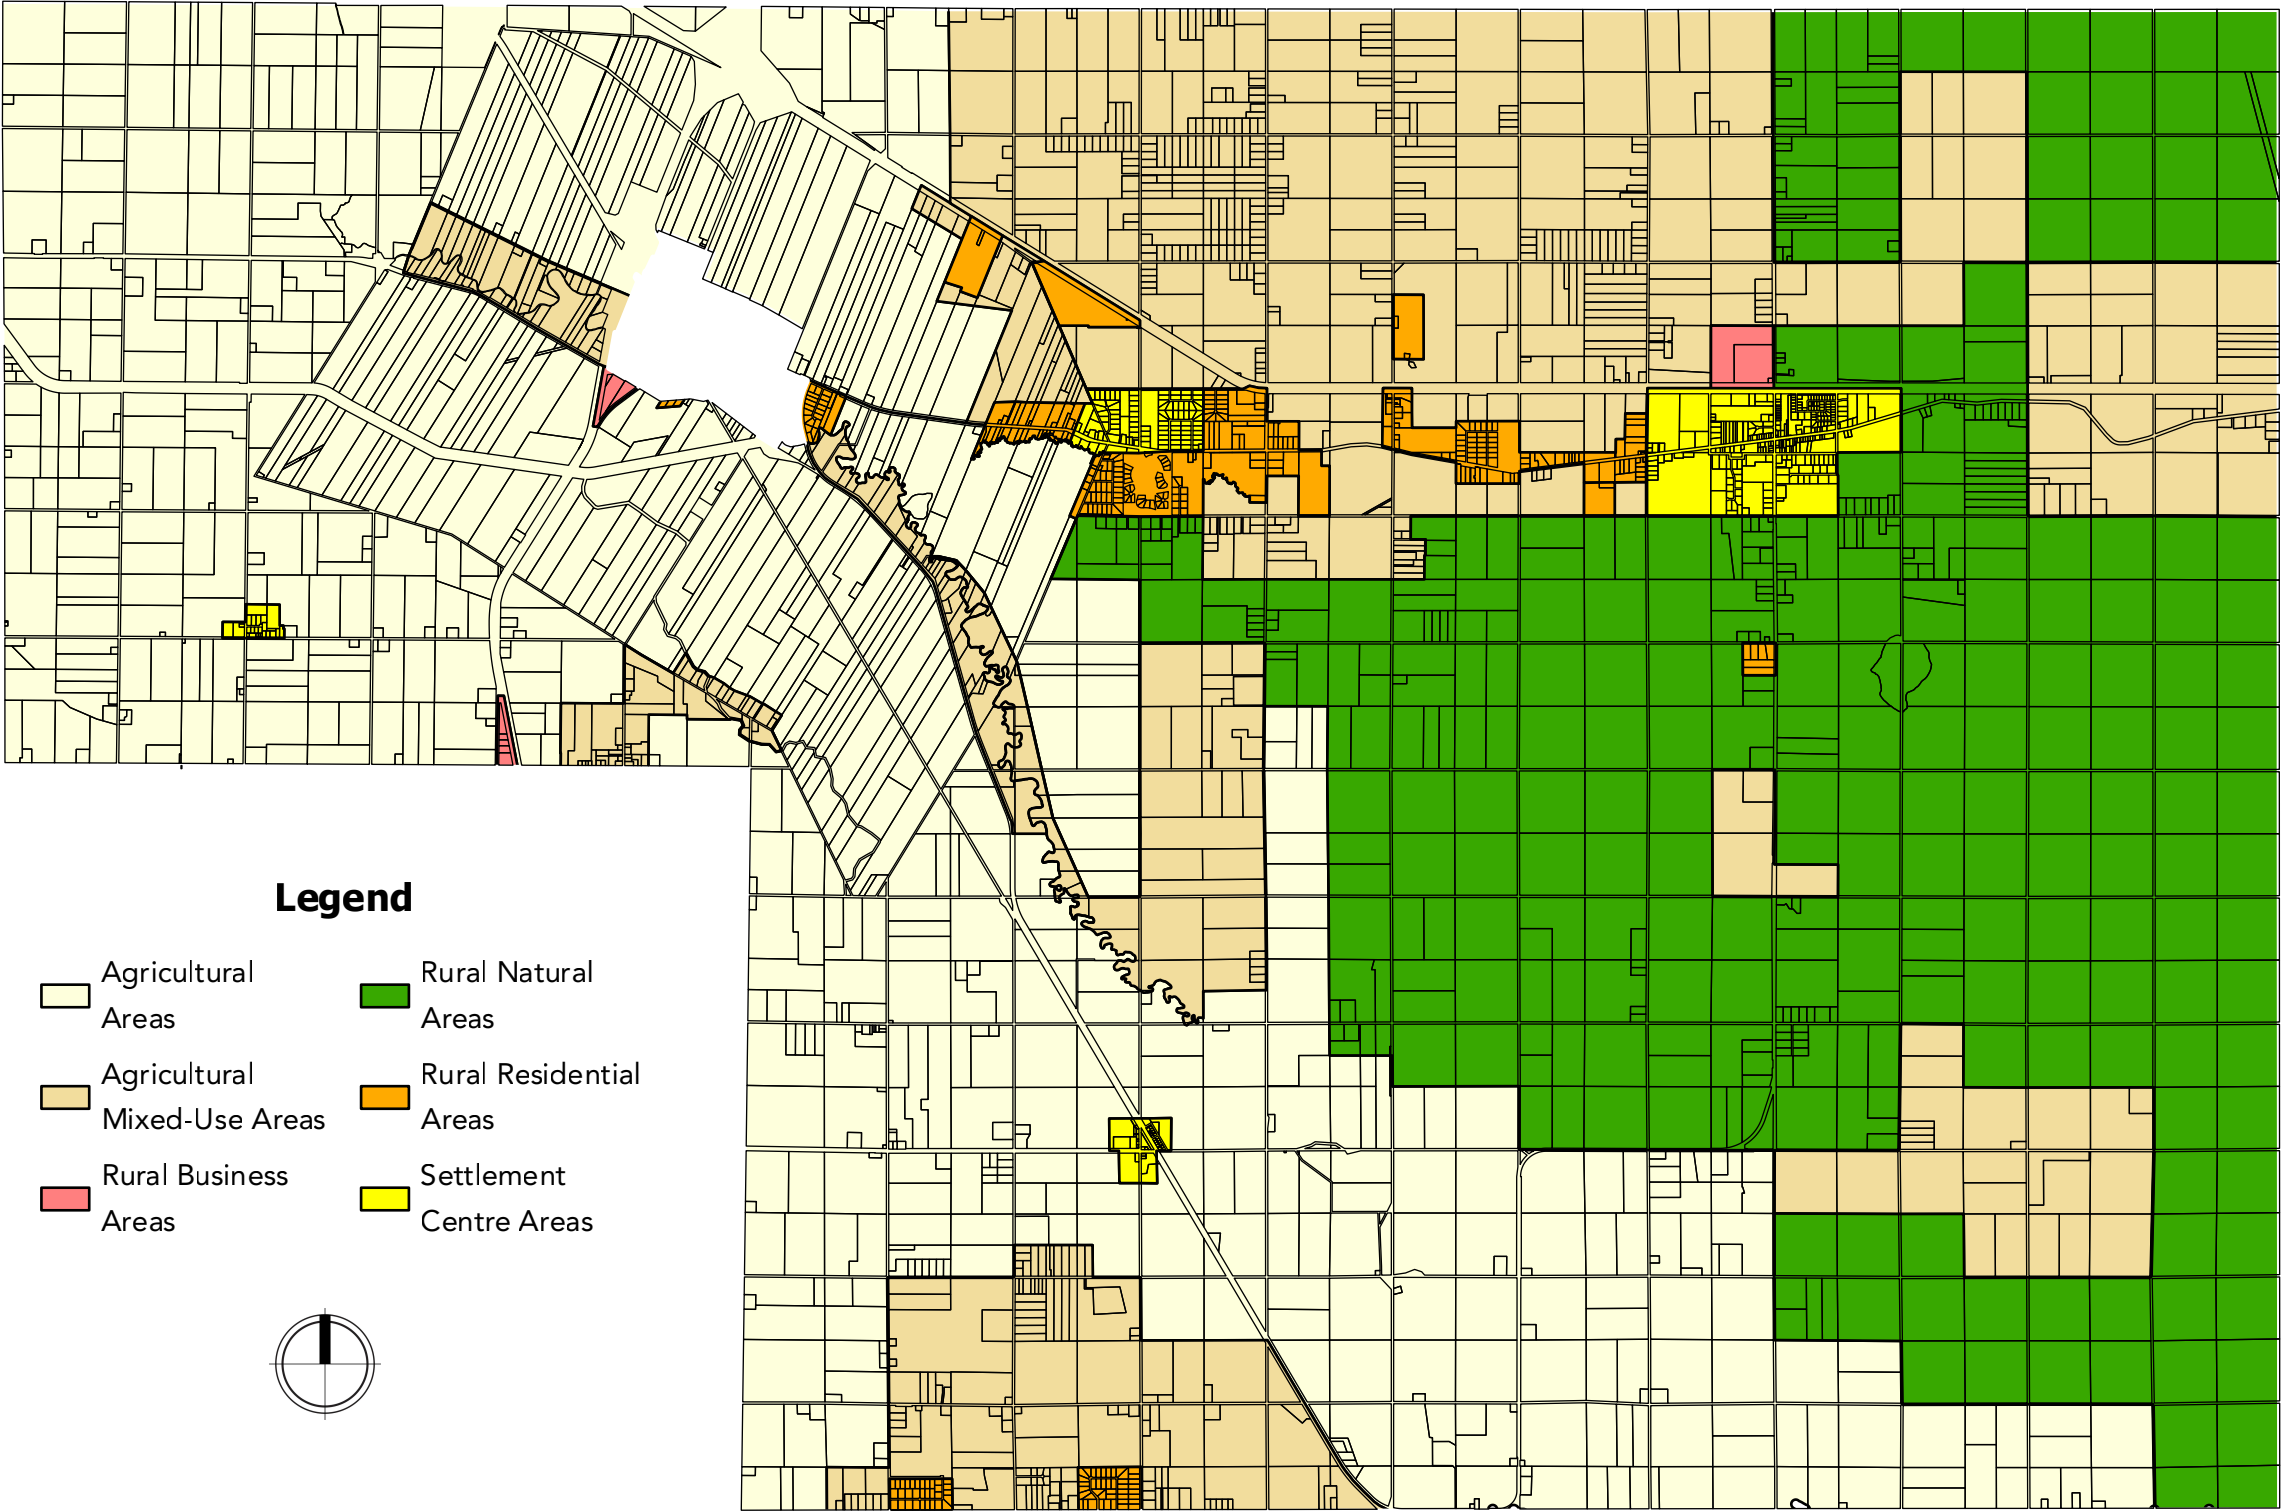 Legend
Agricultural
Areas
Rural Natural
Areas
Agricultural
Mixed-Use Areas
Rural Residential
Areas
Rural Business
Areas
Settlement
Centre Areas